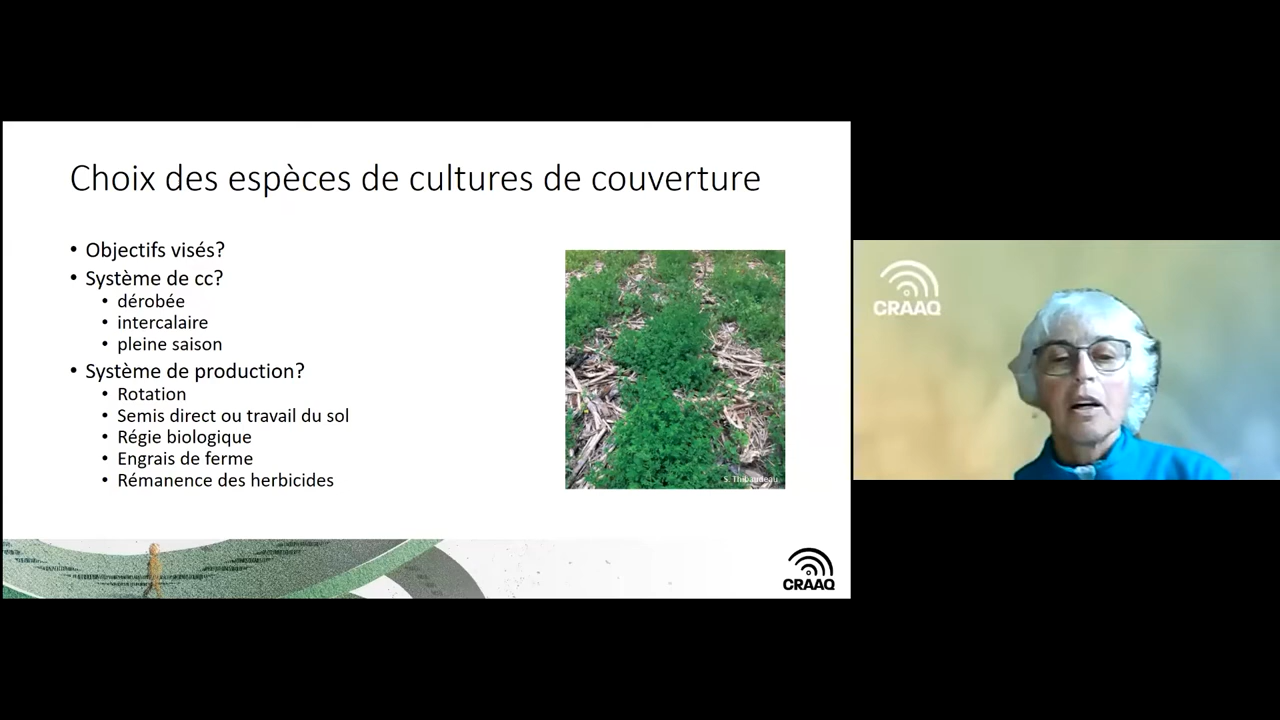 Choix des espèces de cultures de couverture
• Objectifs visés?
• Système de cc?
• dérobée
• intercalaire
• pleine saison
• Système de production?
• Rotation
• Semis direct ou travail du sol
• Régie biologique
• Engrais de ferme
• Rémanence des herbicides
S. Thibaudeau
CRAAQ
CRAAQ